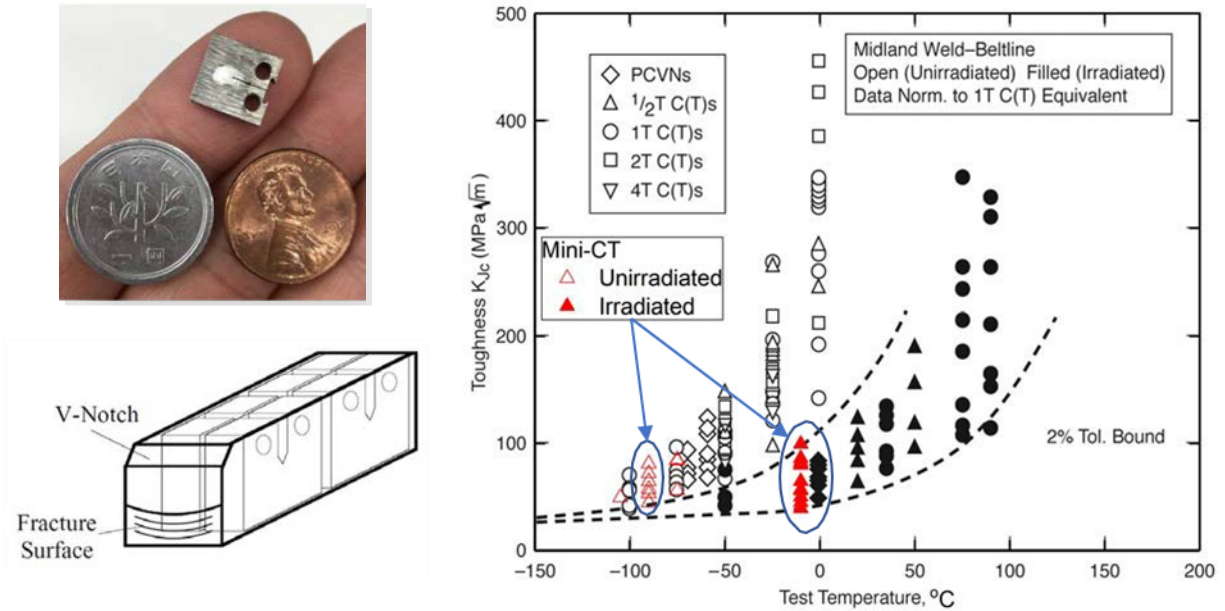 V-Notch
Fracture
Surface
500
400
300
200
100
0
Toughness K_Jc (MPa√m)
PCVNs
1/2T C(T)s
1T C(T)s
2T C(T)s
4T C(T)s
Midland Weld–Beltline
Open (Unirradiated) Filled (Irradiated)
Data Norm. to 1T C(T) Equivalent
Mini-CT
Unirradiated
Irradiated
2% Tol. Bound
−150 −100 −50 0 50 100 150 200
Test Temperature, °C